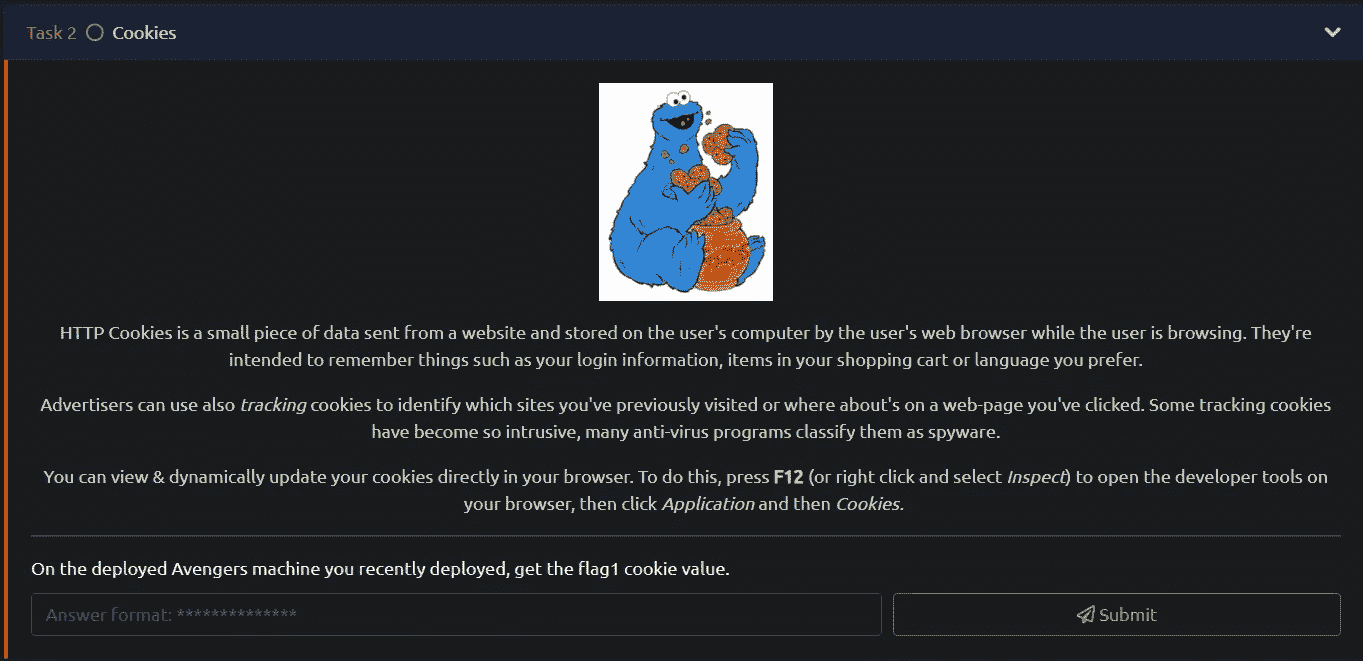 Task 2 Cookies
HTTP Cookies is a small piece of data sent from a website and stored on the user's computer by the user's web browser while the user is browsing. They're
intended to remember things such as your login information, items in your shopping cart or language you prefer.
Advertisers can use also tracking cookies to identify which sites you've previously visited or where about's on a web-page you've clicked. Some tracking cookies
have become so intrusive, many anti-virus programs classify them as spyware.
You can view & dynamically update your cookies directly in your browser. To do this, press F12 (or right click and select Inspect) to open the developer tools on
your browser, then click Application and then Cookies.
On the deployed Avengers machine you recently deployed, get the flag1 cookie value.
Answer format: **************
Submit